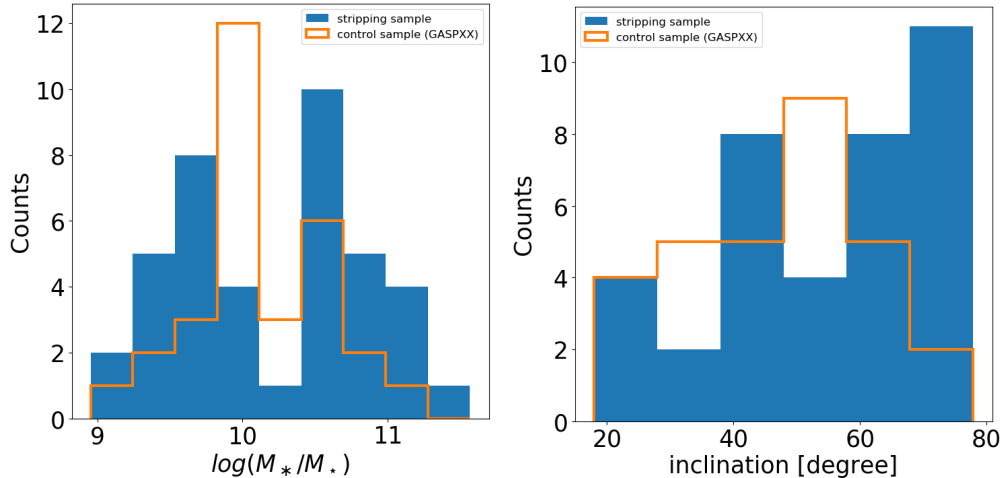 stripping sample
control sample (GASPXX)
12
10
8
6
4
2
0
Counts
9
10
11
log(M∗/M⋆)
stripping sample
control sample (GASPXX)
10
8
6
4
2
0
Counts
20
40
60
80
inclination [degree]